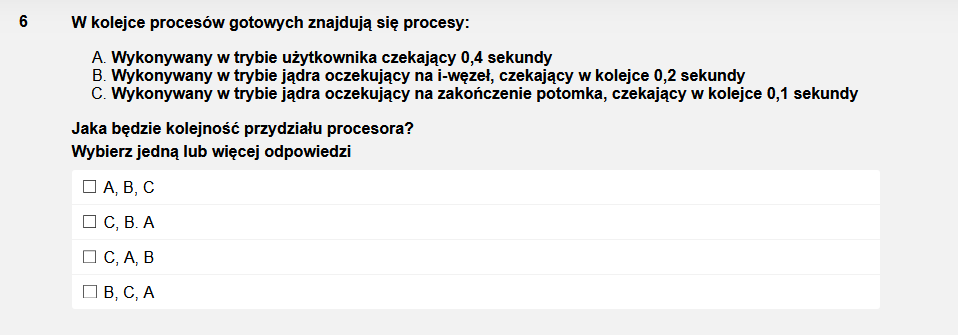 6
W kolejce procesów gotowych znajdują się procesy:
A. Wykonywany w trybie użytkownika czekający 0,4 sekundy
B. Wykonywany w trybie jądra oczekujący na i-węzeł, czekający w kolejce 0,2 sekundy
C. Wykonywany w trybie jądra oczekujący na zakończenie potomka, czekający w kolejce 0,1 sekundy
Jaka będzie kolejność przydziału procesora?
Wybierz jedną lub więcej odpowiedzi
A, B, C
C, B. A
C, A, B
B, C, A